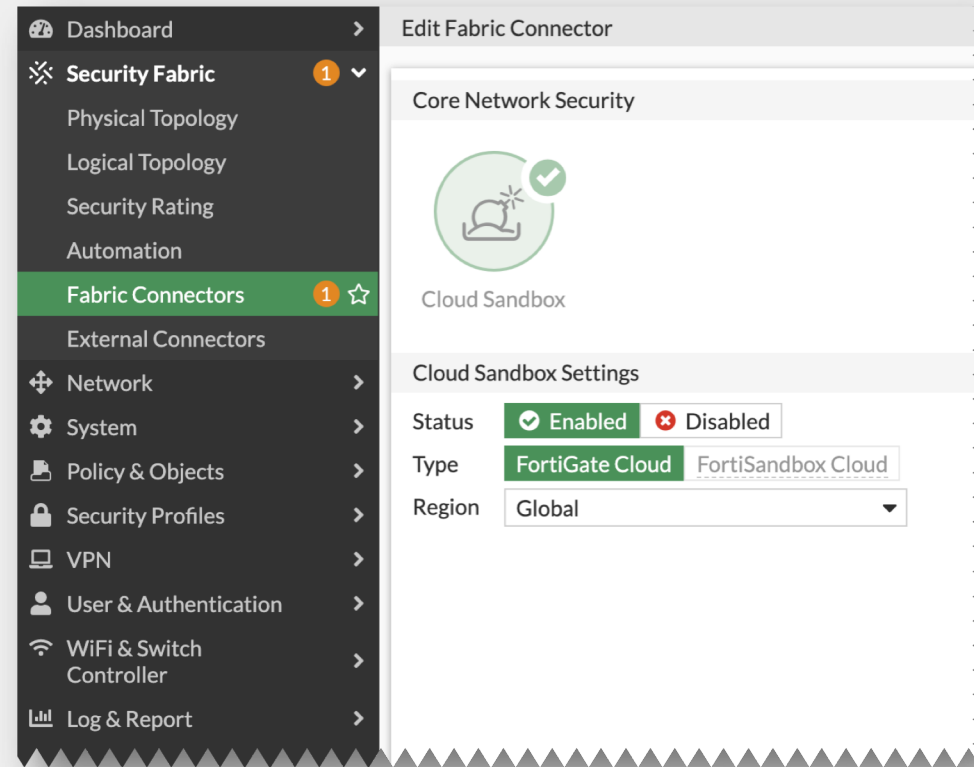 Dashboard
Security Fabric 1
Physical Topology
Logical Topology
Security Rating
Automation
Fabric Connectors 1
External Connectors
Network
System
Policy & Objects
Security Profiles
VPN
User & Authentication
WiFi & Switch
Controller
Log & Report
Edit Fabric Connector
Core Network Security
Cloud Sandbox
Cloud Sandbox Settings
Status Enabled Disabled
Type FortiGate Cloud FortiSandbox Cloud
Region Global